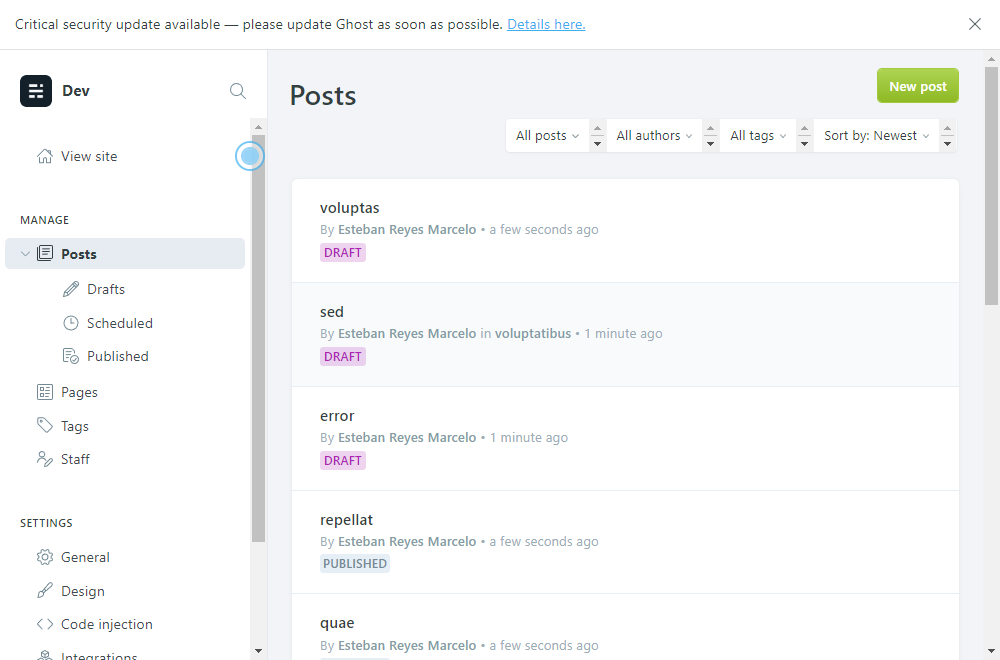 Critical security update available — please update Ghost as soon as possible. Details here.
Dev
View site
MANAGE
Posts
Drafts
Scheduled
Published
Pages
Tags
Staff
SETTINGS
General
Design
Code injection
Integrations
Posts
New post
All posts
All authors
All tags
Sort by: Newest
voluptas
By Esteban Reyes Marcelo • a few seconds ago
DRAFT
sed
By Esteban Reyes Marcelo in voluptatibus • 1 minute ago
DRAFT
error
By Esteban Reyes Marcelo • 1 minute ago
DRAFT
repellat
By Esteban Reyes Marcelo • a few seconds ago
PUBLISHED
quae
By Esteban Reyes Marcelo • a few seconds ago